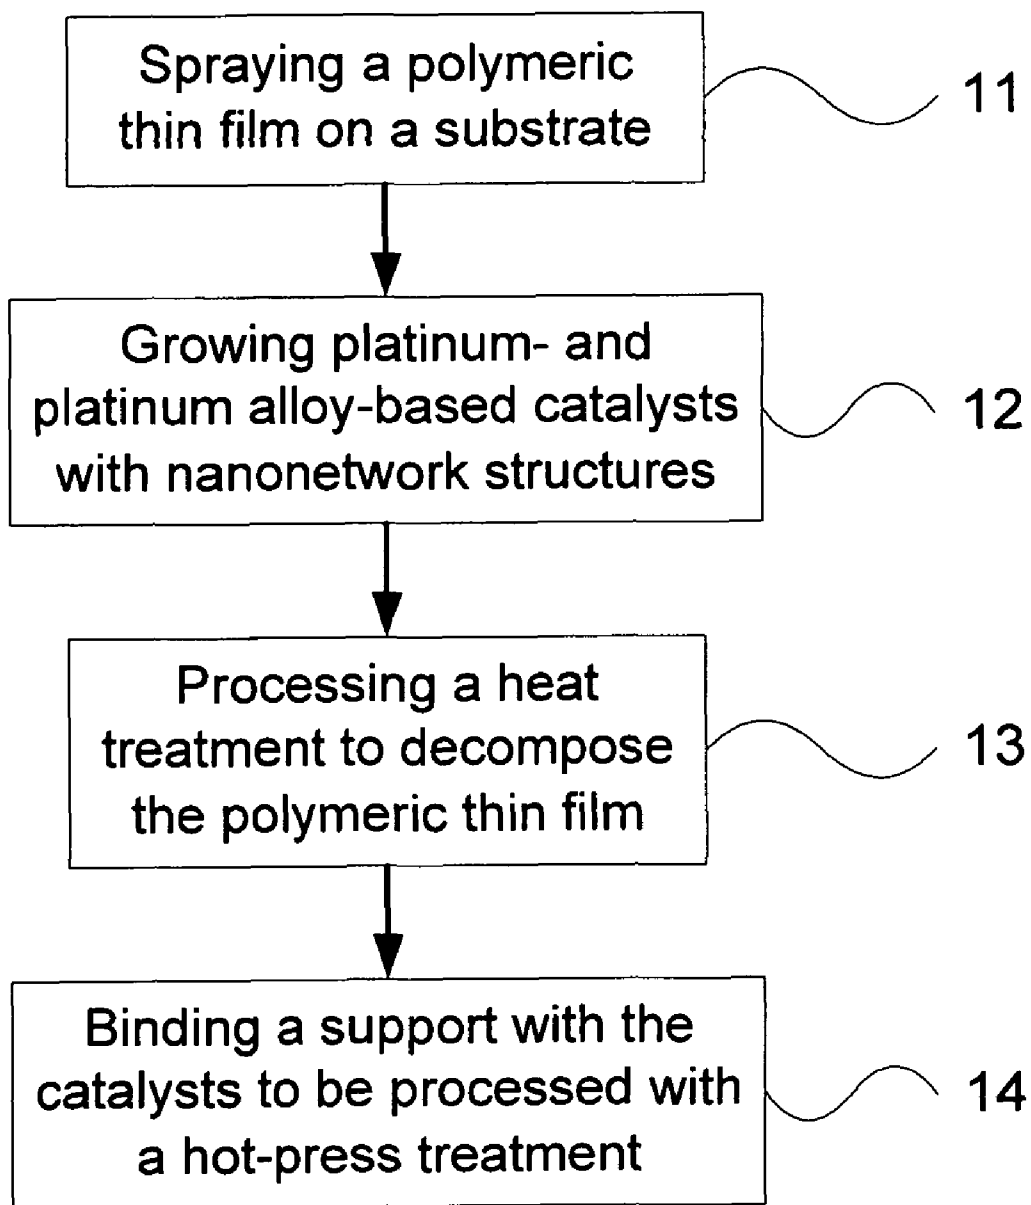 Spraying a polymeric
thin film on a substrate
11
Growing platinum- and
platinum alloy-based catalysts
with nanonetwork structures
12
Processing a heat
treatment to decompose
the polymeric thin film
13
Binding a support with the
catalysts to be processed with
a hot-press treatment
14